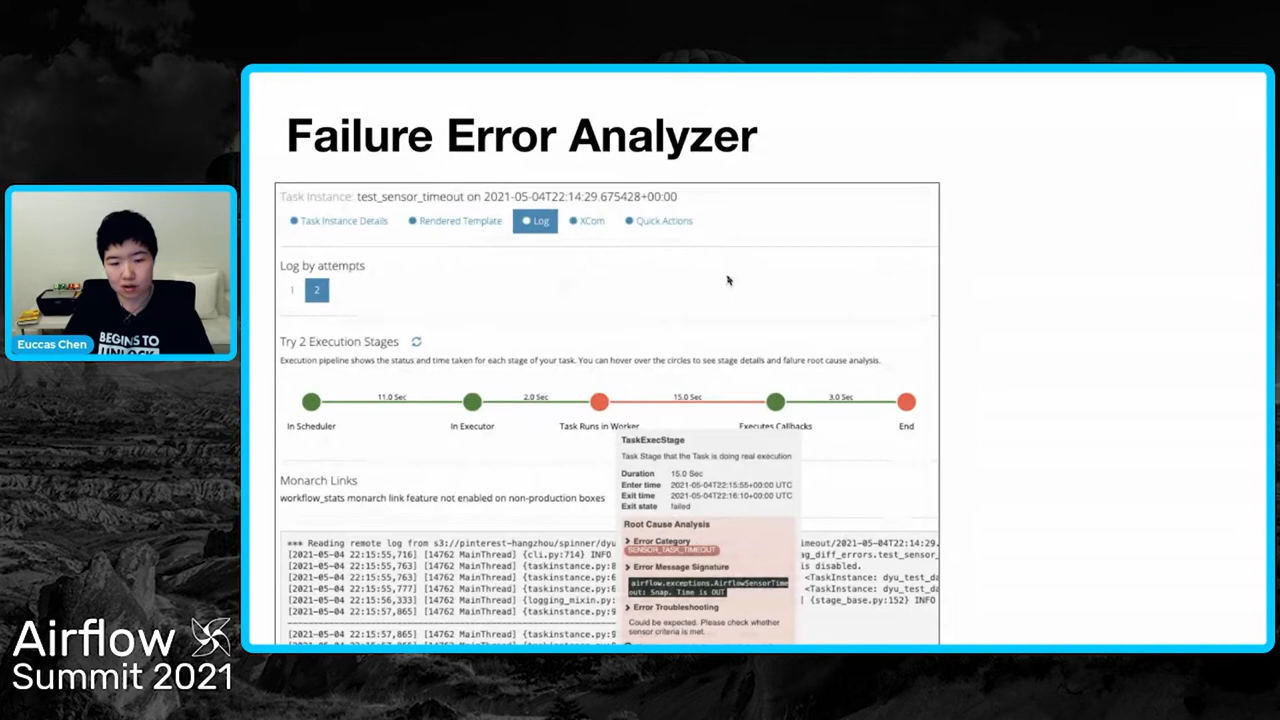 Failure Error Analyzer
Task Instance: test_sensor_timeout on 2021-05-04T22:14:29.675428+00:00
Task Instance Details Rendered Template Log XCom Quick Actions
Log by attempts
1 2
Try 2 Execution Stages
Execution pipeline shows the status and time taken for each stage of your task. You can hover over the circles to see stage details and falure root cause analysis.
11.0 Sec 2.0 Sec 15.0 Sec 3.0 Sec
In Scheduler In Executor Task Runs in Worker Executes Callbacks End
TaskExecStage
Task Stage that the Task is doing real execution
Duration 15.0 Sec
Enter time 2021-05-04T22:15:55+00:00 UTC
Exit time 2021-05-04T22:16:10+00:00 UTC
Exit state failed
Root Cause Analysis
Error Category
SENSOR_TASK_TIMEOUT
Error Message Signature
airflow.exceptions.AirflowSensorTime
out: Snap. Time is OUT
Error Troubleshooting
Could be expected. Please check whether
sensor criteria is met.
Monarch Links
workflow_stats monarch link feature not enabled on non-production boxes
*** Reading remote log from s3://pinterest-hangzhou/spinner/dyu imeout/2021-05-04T22:
[2021-05-04 22:15:55,716] [14762 MainThread] {cli.py:714} INFO ag_diff_errors.test_sensor_
[2021-05-04 22:15:55,763] [14762 MainThread] {taskinstance.py:8 is disabled.
[2021-05-04 22:15:55,763] [14762 MainThread] {taskinstance.py:6 <TaskInstance: dyu_test_da
[2021-05-04 22:15:55,777] [14762 MainThread] {taskinstance.py:8 <TaskInstance: dyu_test_da
[2021-05-04 22:15:56,333] [14762 MainThread] {logging_mixin.py: | {stage_base.py:152} INFO
[2021-05-04 22:15:57,865] [14762 MainThread] {taskinstance.py:9
[2021-05-04 22:15:57,865] [14762 MainThread] {taskinstance.py:9
Euccas Chen
BEGINS TO
UNLOCK
Airflow
Summit 2021